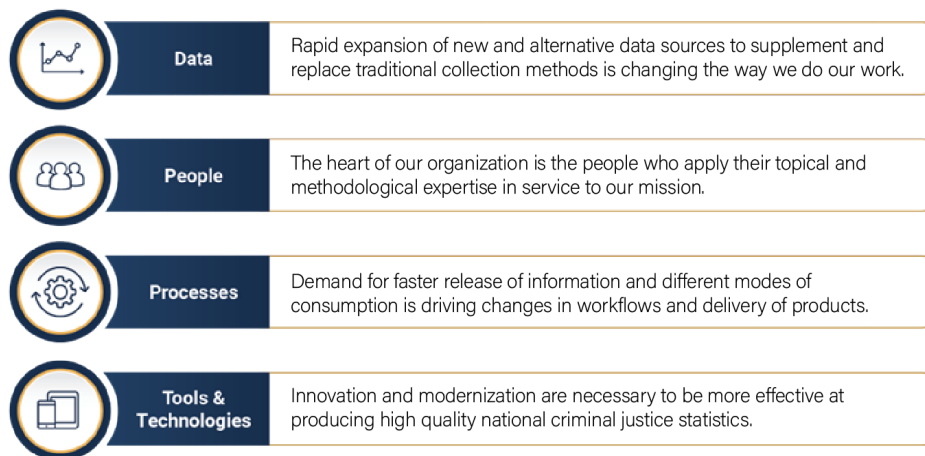 Data
Rapid expansion of new and alternative data sources to supplement and
replace traditional collection methods is changing the way we do our work.
People
The heart of our organization is the people who apply their topical and
methodological expertise in service to our mission.
Processes
Demand for faster release of information and different modes of
consumption is driving changes in workflows and delivery of products.
Tools &
Technologies
Innovation and modernization are necessary to be more effective at
producing high quality national criminal justice statistics.